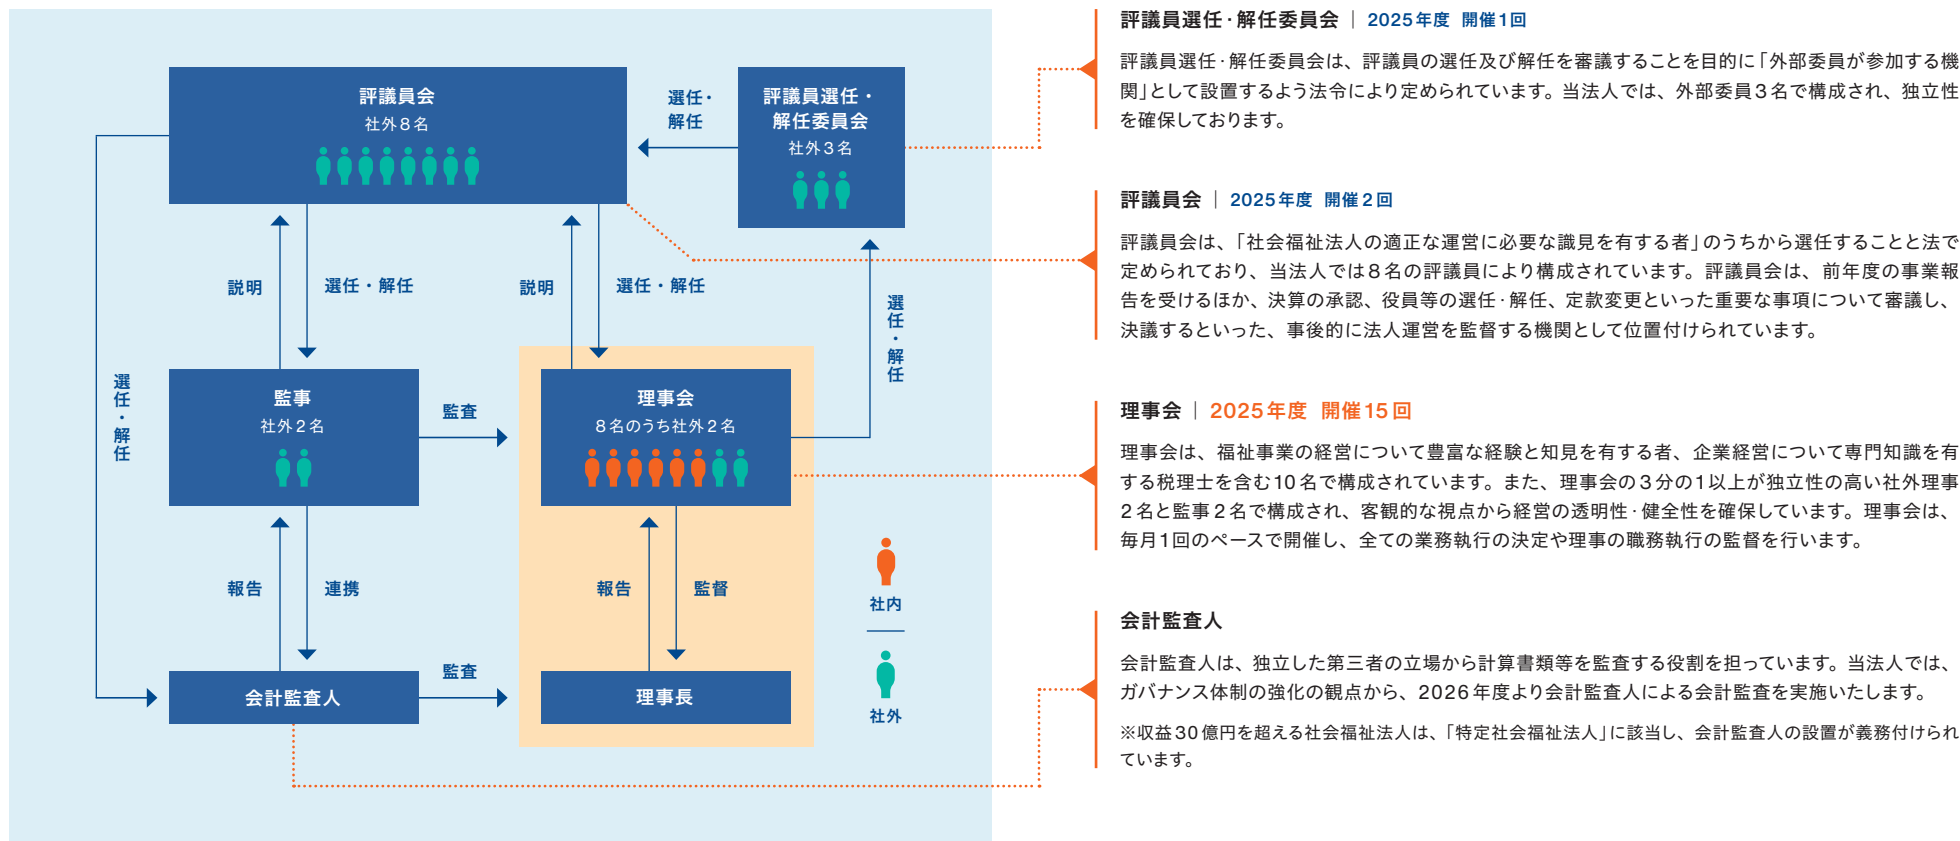 評議員会
社外8名
選任・
解任
評議員選任・
解任委員会
社外3名
説明
選任・解任
説明
選任・解任
選任・解任
選任・解任
監事
社外2名
監査
理事会
8名のうち社外2名
報告
連携
報告
監督
社内
社外
会計監査人
監査
理事長
評議員選任・解任委員会｜2025年度 開催1回
評議員選任・解任委員会は、評議員の選任及び解任を審議することを目的に「外部委員が参加する機
関」として設置するよう法令により定められています。当法人では、外部委員3名で構成され、独立性
を確保しております。
評議員会｜2025年度 開催2回
評議員会は、「社会福祉法人の適正な運営に必要な識見を有する者」のうちから選任することと法で
定められており、当法人では8名の評議員により構成されています。評議員会は、前年度の事業報
告を受けるほか、決算の承認、役員等の選任・解任、定款変更といった重要な事項について審議し、
決議するといった、事後的に法人運営を監督する機関として位置付けられています。
理事会｜2025年度 開催15回
理事会は、福祉事業の経営について豊富な経験と知見を有する者、企業経営について専門知識を有
する税理士を含む10名で構成されています。また、理事会の3分の1以上が独立性の高い社外理事
2名と監事2名で構成され、客観的な視点から経営の透明性・健全性を確保しています。理事会は、
毎月1回のペースで開催し、全ての業務執行の決定や理事の職務執行の監督を行います。
会計監査人
会計監査人は、独立した第三者の立場から計算書類等を監査する役割を担っています。当法人では、
ガバナンス体制の強化の観点から、2026年度より会計監査人による会計監査を実施いたします。
※収益30億円を超える社会福祉法人は、「特定社会福祉法人」に該当し、会計監査人の設置が義務付けられ
ています。